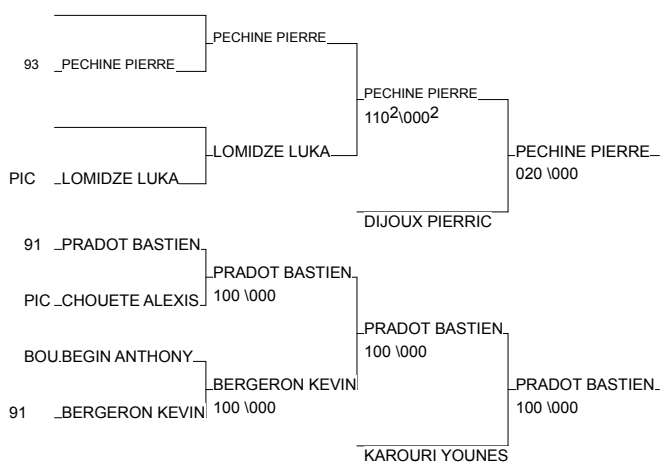 PECHINE PIERRE
93 PECHINE PIERRE
PECHINE PIERRE
110²\000²
LOMIDZE LUKA
PECHINE PIERRE
020 \000
PIC LOMIDZE LUKA
DIJOUX PIERRIC
91 PRADOT BASTIEN
PRADOT BASTIEN
100 \000
PIC CHOUETE ALEXIS
PRADOT BASTIEN
100 \000
BOU BEGIN ANTHONY
BERGERON KEVIN
100 \000
PRADOT BASTIEN
100 \000
91 BERGERON KEVIN
KAROURI YOUNES